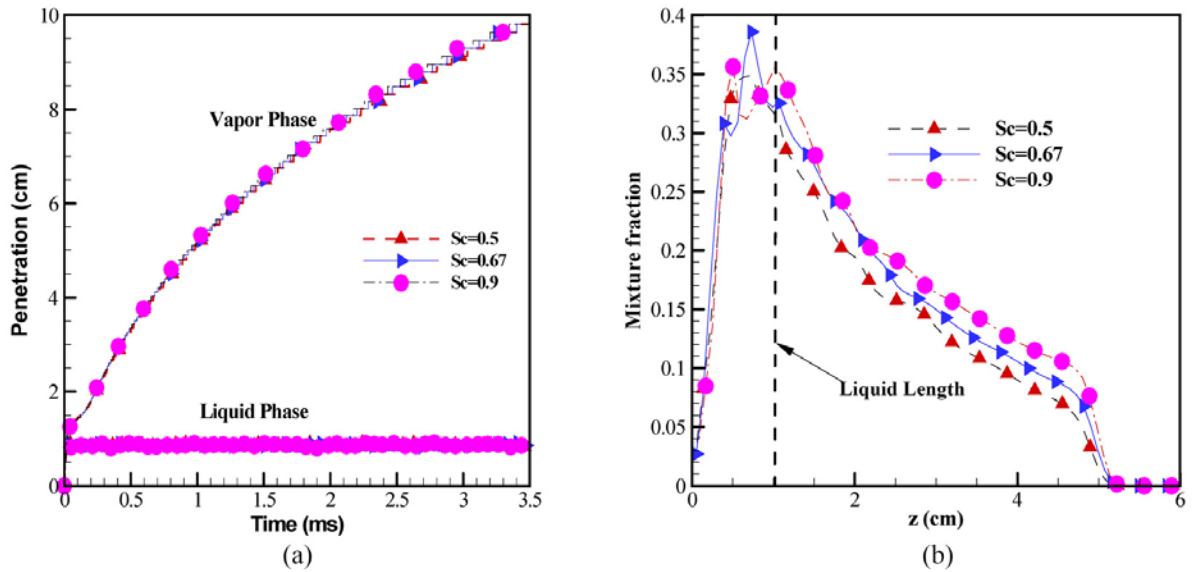 10
8
6
4
2
0
Penetration (cm)
Vapor Phase
Sc=0.5
Sc=0.67
Sc=0.9
Liquid Phase
0 0.5 1 1.5 2 2.5 3 3.5
Time (ms)
(a)
0.4
0.35
0.3
0.25
0.2
0.15
0.1
0.05
0
Mixture fraction
Sc=0.5
Sc=0.67
Sc=0.9
Liquid Length
0 2 4 6
z (cm)
(b)